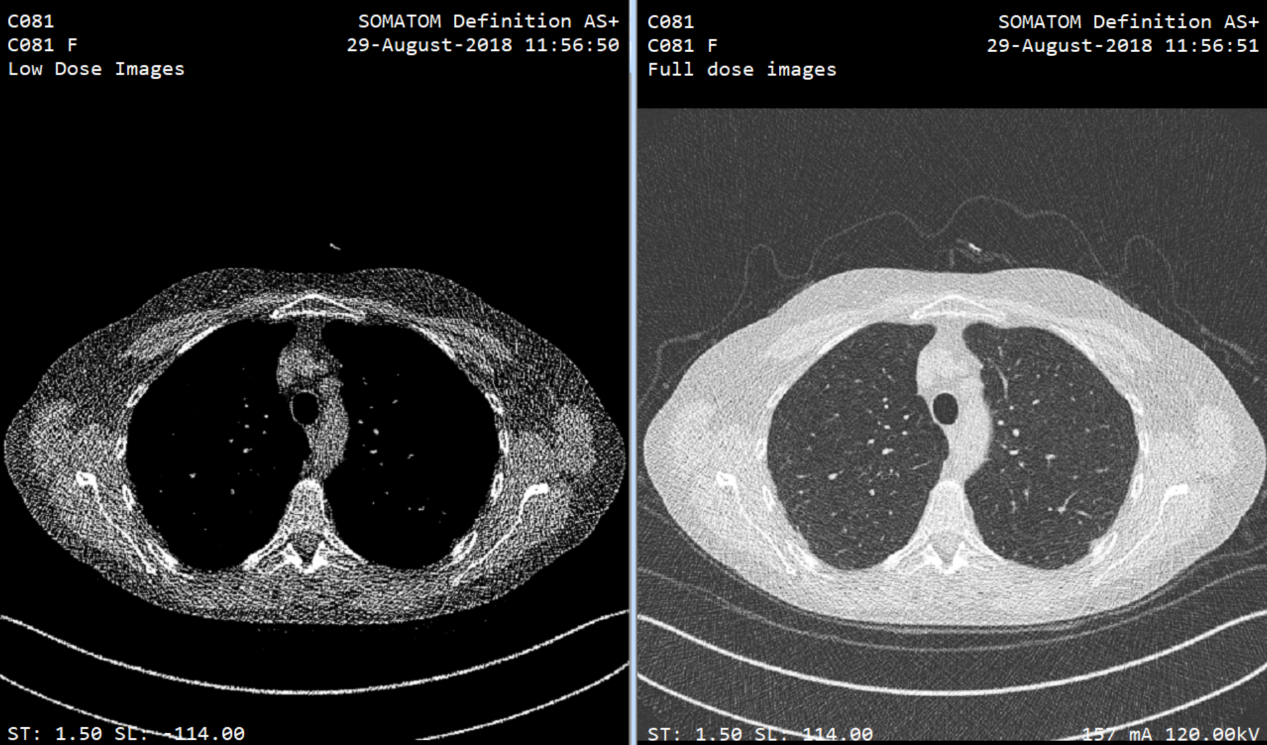 C081
SOMATOM Definition AS+
C081 F
29-August-2018 11:56:50
Low Dose Images
ST: 1.50 SL: -114.00
C081
SOMATOM Definition AS+
C081 F
29-August-2018 11:56:51
Full dose images
ST: 1.50 SL: -114.00
157 mA 120.00kV